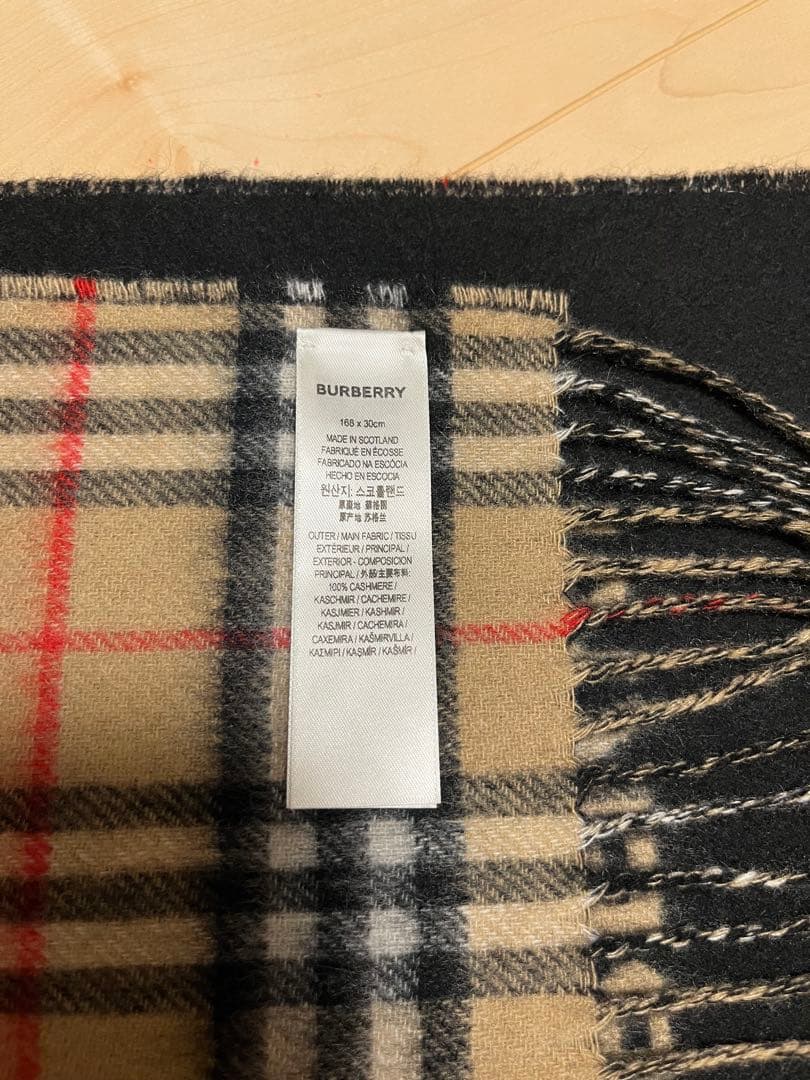 BURBERRY
168 x 30cm
MADE IN SCOTLAND
FABRIQUÉ EN ÉCOSSE
FABRICADO NA ESCÓCIA
HECHO EN ESCOCIA
원산지: 스코틀랜드
原產地 蘇格蘭
原产地 苏格兰
OUTER / MAIN FABRIC / TISSU
EXTÉRIEUR / PRINCIPAL /
EXTERIOR - COMPOSICION
PRINCIPAL / 外部/主要布料:
100% CASHMERE /
KASCHMIR / CACHEMIRE /
KASJMIER / KASHMIR /
KASJMIR / CACHEMIRA /
CAXEMIRA / KAŠMIRVILLA /
ΚΑΣΜΙΡΙ / KAŞMİR / KAŠMÍR /